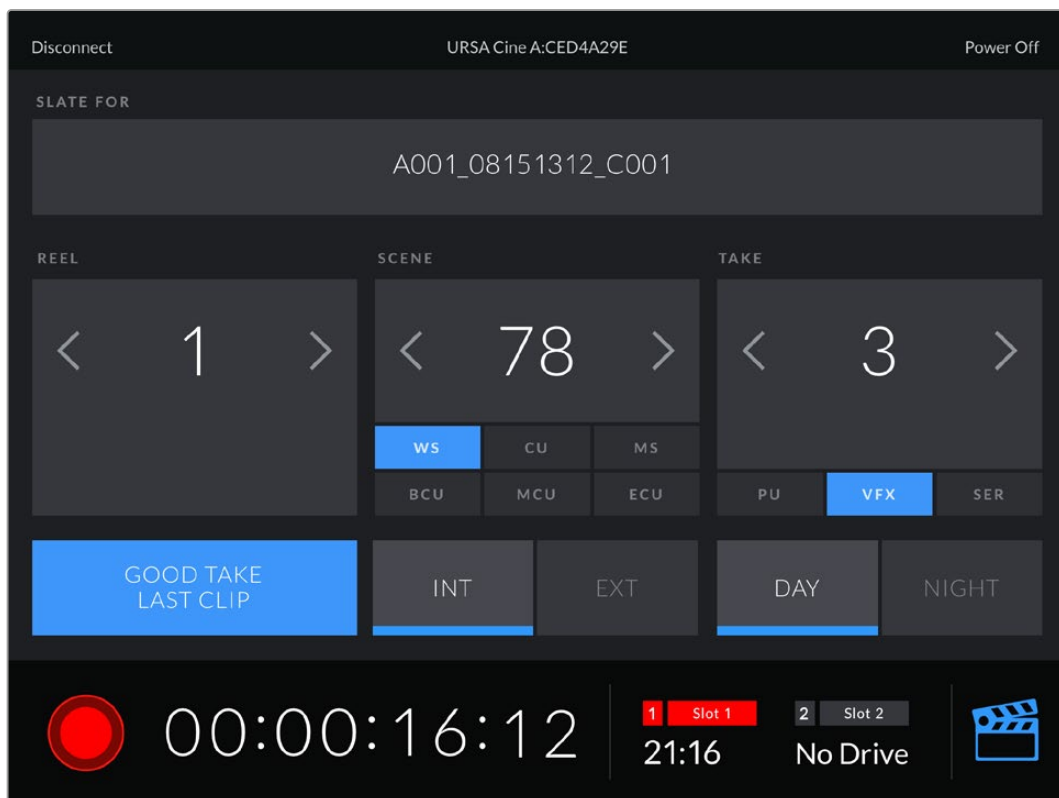 Disconnect URSA Cine A:CED4A29E Power Off
SLATE FOR
A001_08151312_C001
REEL SCENE TAKE
1 78 3
WS CU MS
BCU MCU ECU PU VFX SER
GOOD TAKE
LAST CLIP
INT EXT DAY NIGHT
00:00:16:12
1 Slot 1 2 Slot 2
21:16 No Drive